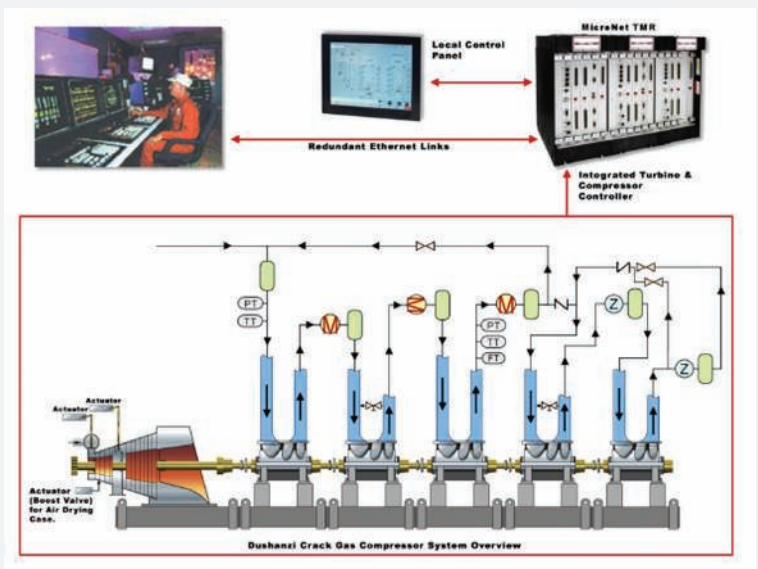 MicroNet TMR
Local Control
Panel
Redundant Ethernet Links
Integrated Turbine &
Compressor
Controller
PT
TT
PT
TT
FT
Z
Z
Actuator
Actuator
Actuator
(Boost Valve)
for Air Drying
Case.
Dushanzi Crack Gas Compressor System Overview